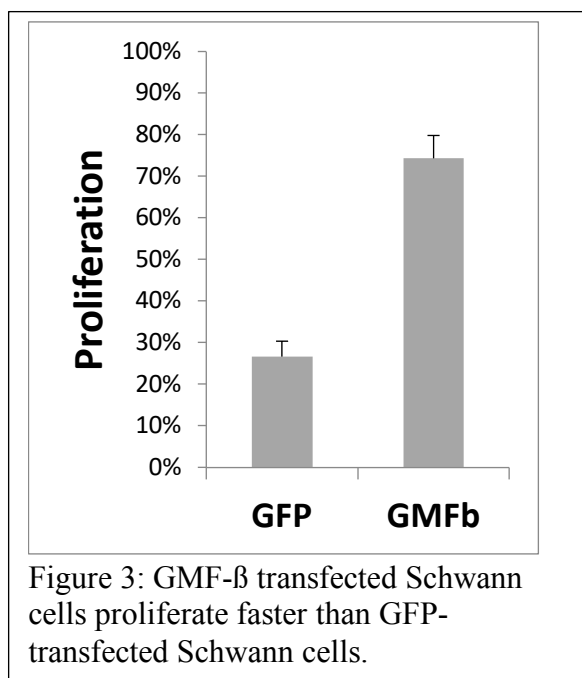 100%
90%
80%
70%
60%
50%
40%
30%
20%
10%
0%
Proliferation
GFP GMFb
Figure 3: GMF-ß transfected Schwann
cells proliferate faster than GFP-
transfected Schwann cells.